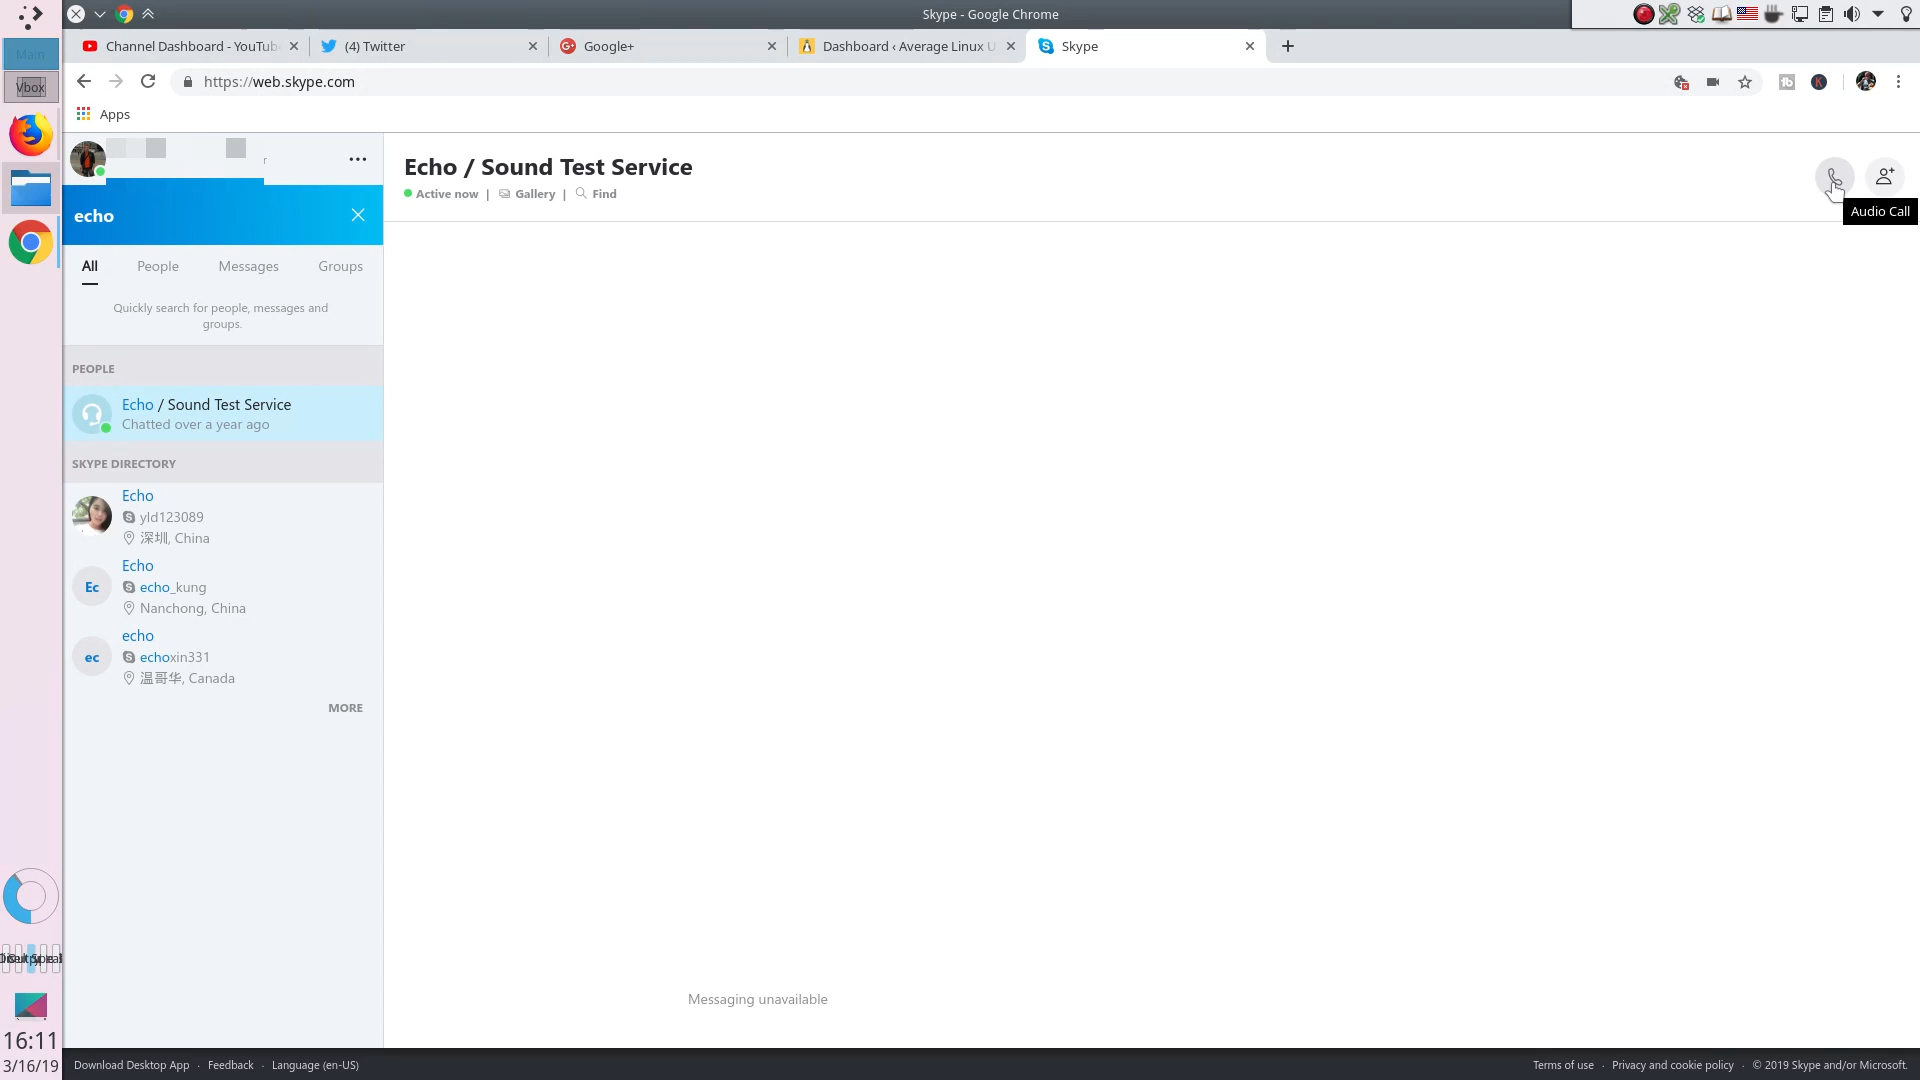 Skype - Google Chrome
Main
Vbox
Channel Dashboard - YouTub
(4) Twitter
Google+
Dashboard ‹ Average Linux U
Skype
https://web.skype.com
Apps
echo
All
People
Messages
Groups
Quickly search for people, messages and
groups.
PEOPLE
Echo / Sound Test Service
Chatted over a year ago
SKYPE DIRECTORY
Echo
yld123089
深圳, China
Ec
Echo
echo_kung
Nanchong, China
ec
echo
echoxin331
温哥华, Canada
MORE
Echo / Sound Test Service
Active now | Gallery | Find
Audio Call
Messaging unavailable
16:11
3/16/19
Download Desktop App · Feedback · Language (en-US)
Terms of use · Privacy and cookie policy · © 2019 Skype and/or Microsoft.